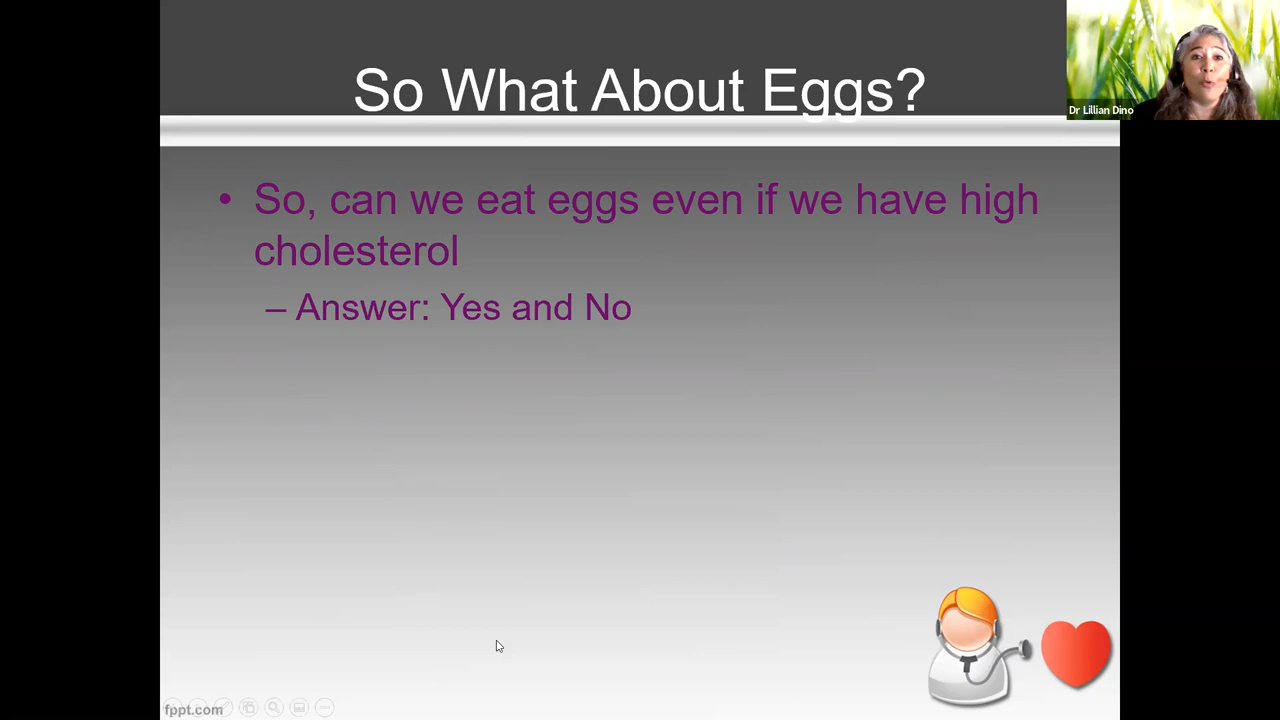 So What About Eggs?
Dr Lillian Dino
• So, can we eat eggs even if we have high
cholesterol
– Answer: Yes and No
fppt.com